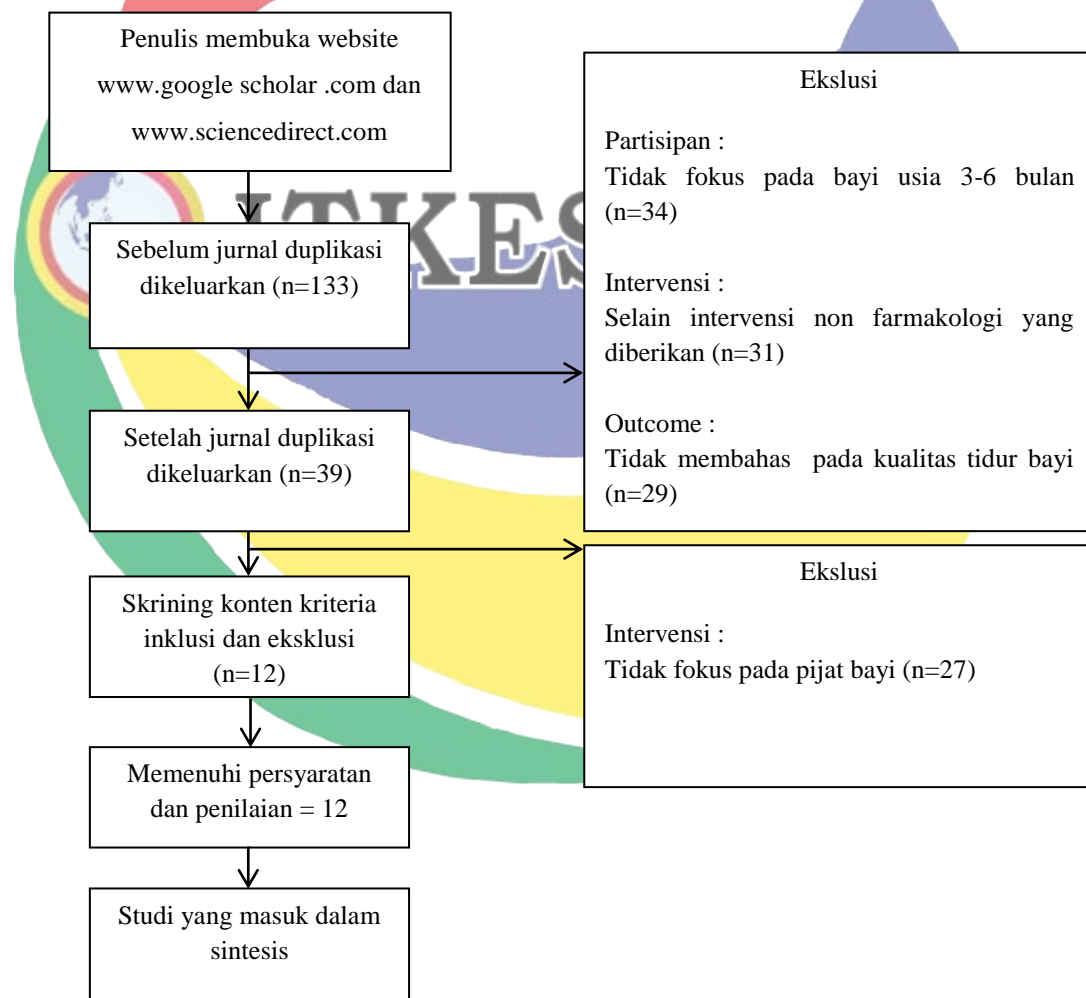 Penulis membuka website
www.google scholar .com dan
www.sciencedirect.com
Sebelum jurnal duplikasi
dikeluarkan (n=133)
Setelah jurnal duplikasi
dikeluarkan (n=39)
Skrining konten kriteria
inklusi dan eksklusi
(n=12)
Memenuhi persyaratan
dan penilaian = 12
Studi yang masuk dalam
sintesis
Ekslusi
Partisipan :
Tidak fokus pada bayi usia 3-6 bulan
(n=34)
Intervensi :
Selain intervensi non farmakologi yang
diberikan (n=31)
Outcome :
Tidak membahas pada kualitas tidur bayi
(n=29)
Ekslusi
Intervensi :
Tidak fokus pada pijat bayi (n=27)
ITKES